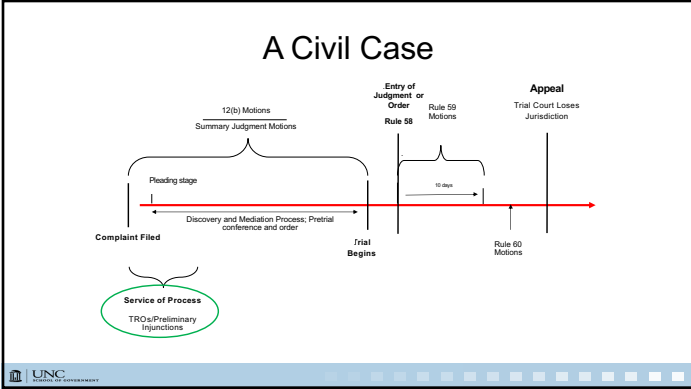 A Civil Case
12(b) Motions
Summary Judgment Motions
.Entry of
Judgment or
Order
Rule 58
Rule 59
Motions
Appeal
Trial Court Loses
Jurisdiction
Pleading stage
10 days
Discovery and Mediation Process; Pretrial
conference and order
Complaint Filed
Trial
Begins
Rule 60
Motions
Service of Process
TROs/Preliminary
Injunctions
UNC
SCHOOL OF GOVERNMENT